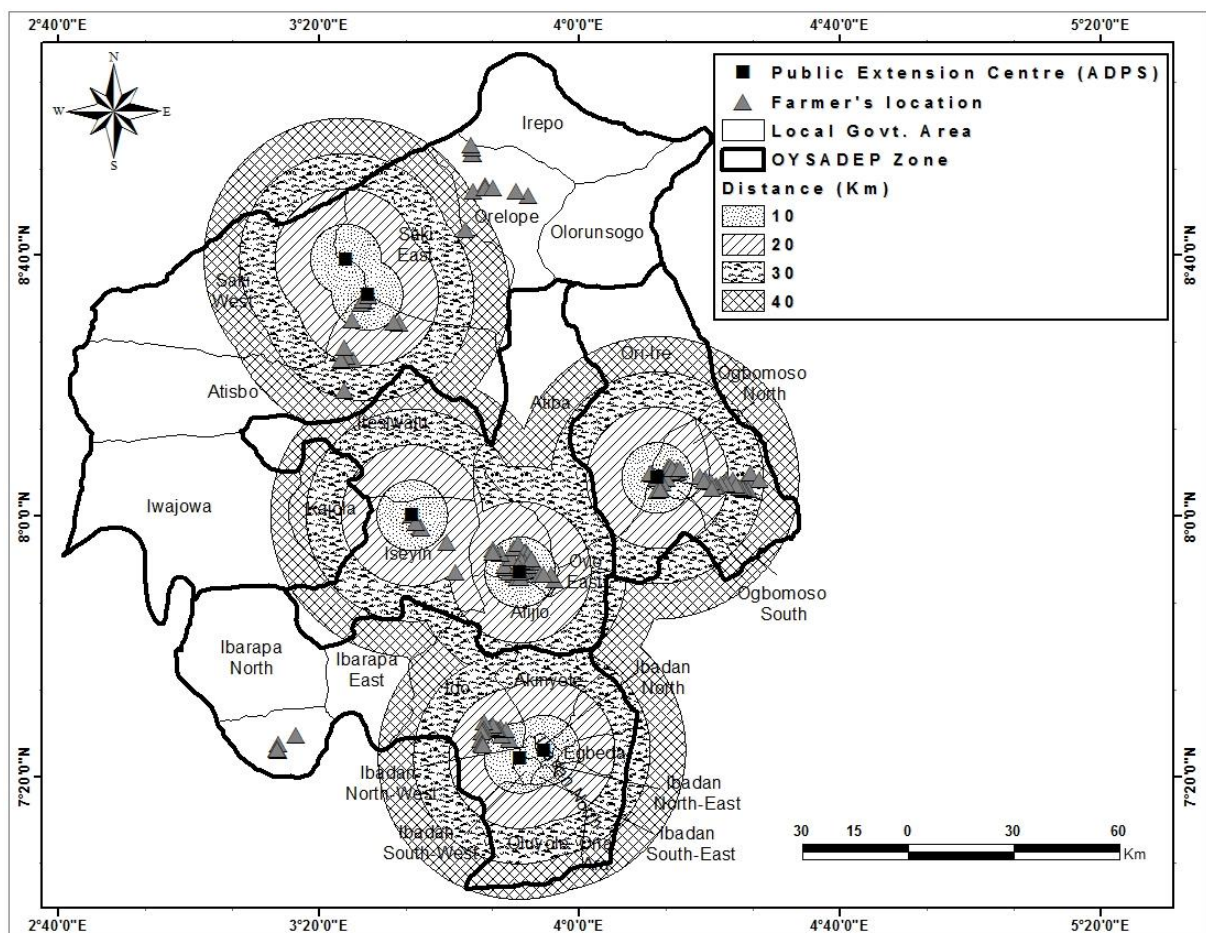 2°40'0"E 3°20'0"E 4°0'0"E 4°40'0"E 5°20'0"E
N
W E
S
Public Extension Centre (ADPS)
Farmer's location
Local Govt. Area
OYSADEP Zone
Distance (Km)
10
20
30
40
8°40'0"N
8°40'0"N
8°0'0"N
8°0'0"N
7°20'0"N
7°20'0"N
Irepo
Orelope
Olorunsogo
Saki
East
Saki
West
Atisbo
Ori-Ire
Ogbomoso
North
Atiba
Itesiwaju
Iwajowa
Kajola
Iseyin
Oyo
East
Afijio
Ogbomoso
South
Ibarapa
North
Ibarapa
East
Ido
Akinyele
Ibadan
North
Egbeda
Ibadan
North-West
Ibadan
North-East
Ibadan
South-West
Oluyole
Ona
Ara
Ibadan
South-East
30 15 0 30 60
Km
2°40'0"E 3°20'0"E 4°0'0"E 4°40'0"E 5°20'0"E